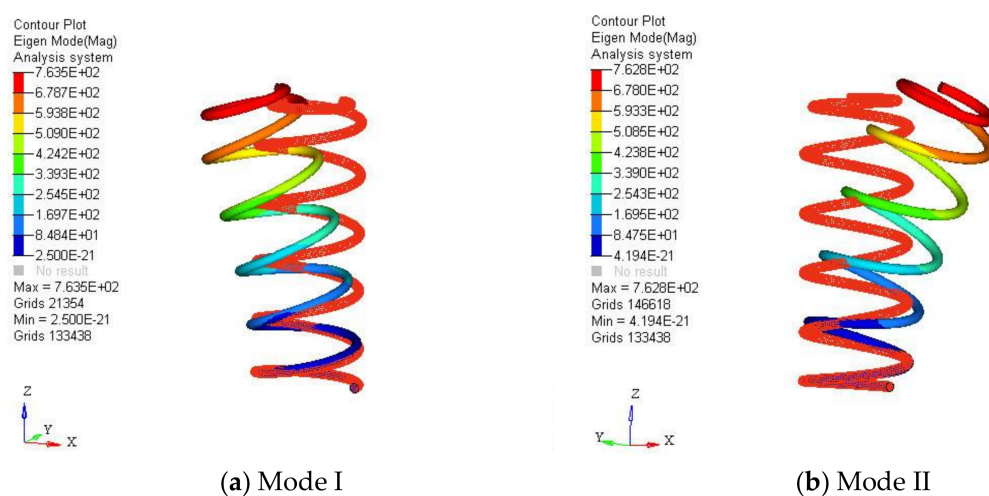 Contour Plot
Eigen Mode(Mag)
Analysis system
7.635E+02
6.787E+02
5.938E+02
5.090E+02
4.242E+02
3.393E+02
2.545E+02
1.697E+02
8.484E+01
2.500E-21
No result
Max = 7.635E+02
Grids 21354
Min = 2.500E-21
Grids 133438
Z
Y
X
(a) Mode I
Contour Plot
Eigen Mode(Mag)
Analysis system
7.628E+02
6.780E+02
5.933E+02
5.085E+02
4.238E+02
3.390E+02
2.543E+02
1.695E+02
8.475E+01
4.194E-21
No result
Max = 7.628E+02
Grids 146618
Min = 4.194E-21
Grids 133438
Z
Y
X
(b) Mode II